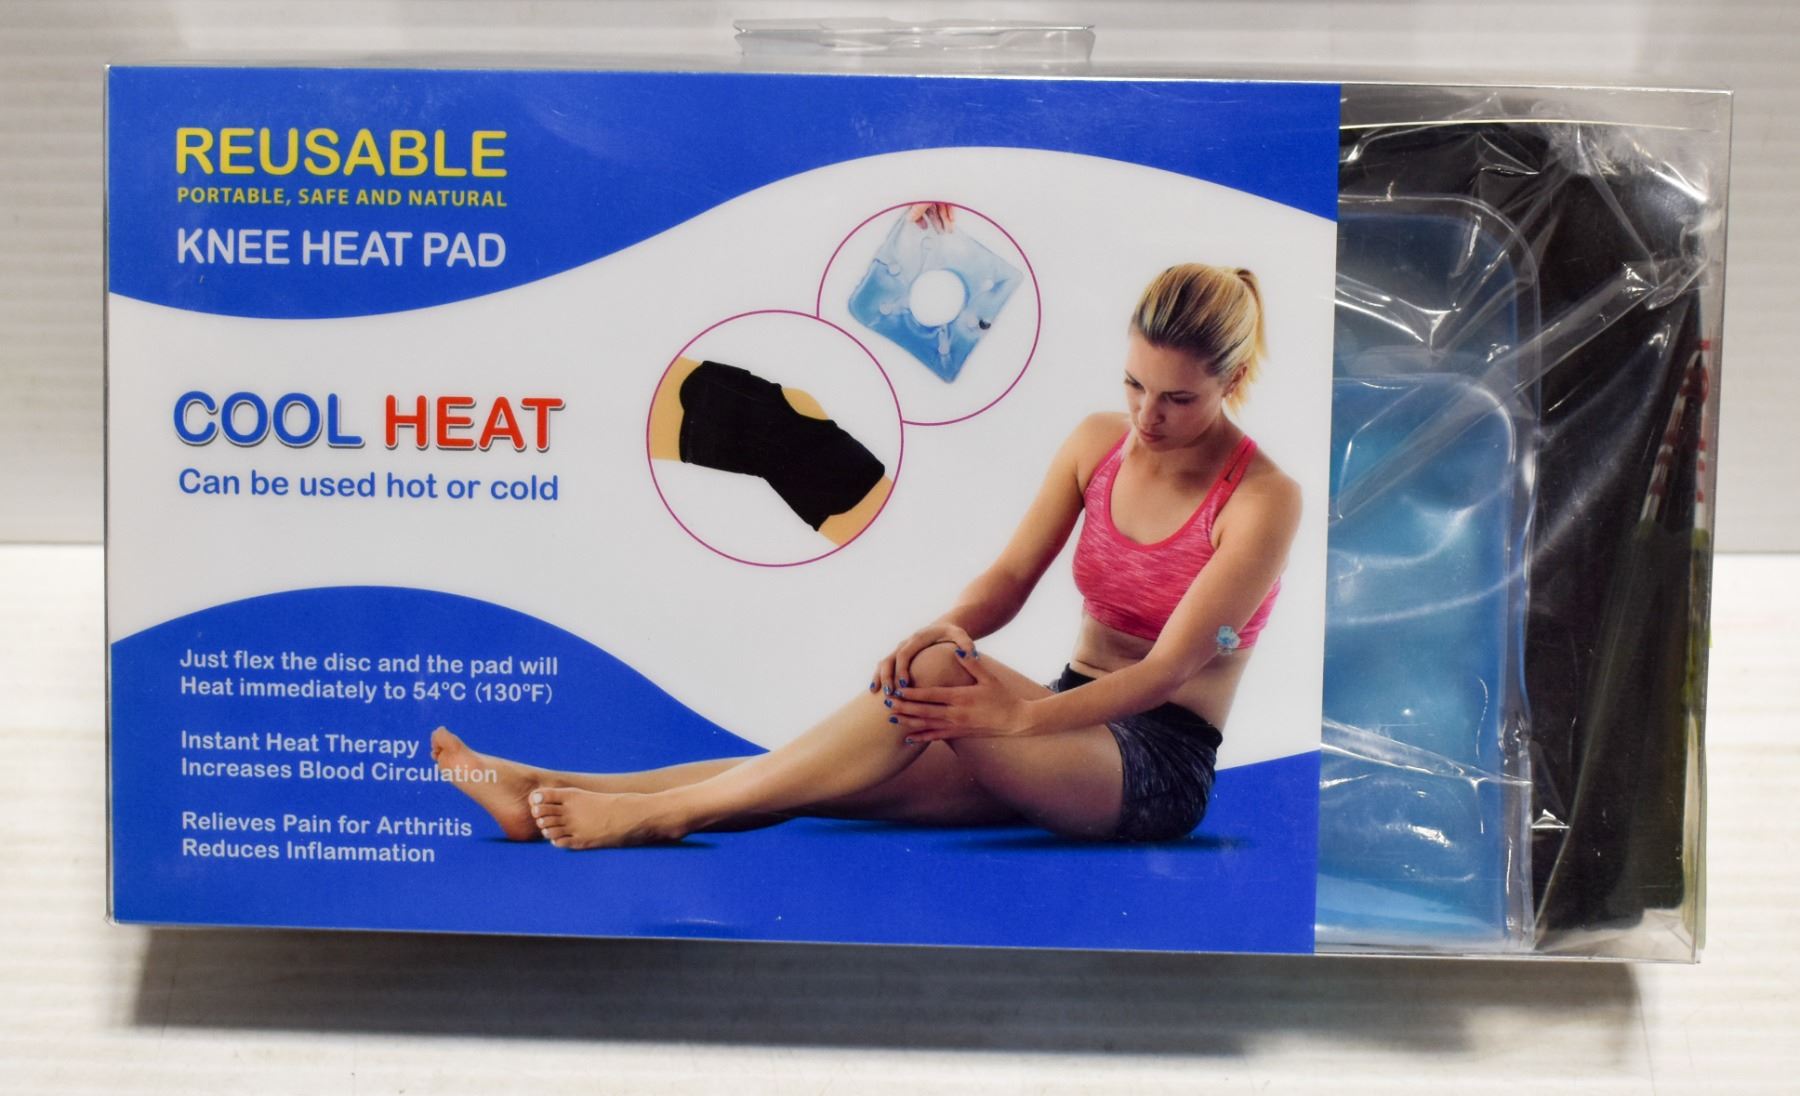 REUSABLE
PORTABLE, SAFE AND NATURAL
KNEE HEAT PAD
COOL HEAT
Can be used hot or cold
Just flex the disc and the pad will
Heat immediately to 54ºC (130ºF)
Instant Heat Therapy
Increases Blood Circulation
Relieves Pain for Arthritis
Reduces Inflammation